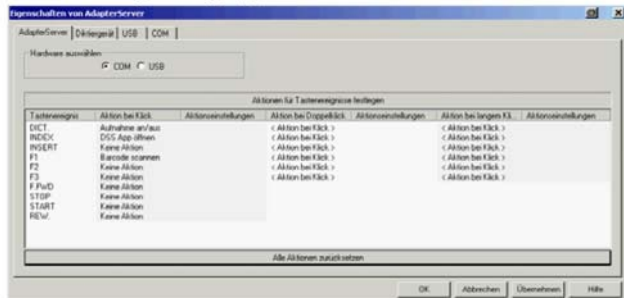 Eigenschaften von AdapterServer
AdapterServer Diktiergerät USB COM
Hardware auswählen
COM USB
Aktionen für Tastenereignisse festlegen
Tastenereignis Aktion bei Klick Aktionseinstellungen Aktion bei Doppelklick Aktionseinstellungen Aktion bei langem Kli... Aktionseinstellungen
DICT. Aufnahme an/aus < Aktion bei Klick > < Aktion bei Klick >
INDEX DSS App öffnen < Aktion bei Klick > < Aktion bei Klick >
INSERT Keine Aktion < Aktion bei Klick > < Aktion bei Klick >
F1 Barcode scannen < Aktion bei Klick > < Aktion bei Klick >
F2 Keine Aktion < Aktion bei Klick > < Aktion bei Klick >
F3 Keine Aktion < Aktion bei Klick > < Aktion bei Klick >
F.FWD Keine Aktion
STOP Keine Aktion
START Keine Aktion
REW. Keine Aktion
Alle Aktionen zurücksetzen
OK Abbrechen Übernehmen Hilfe